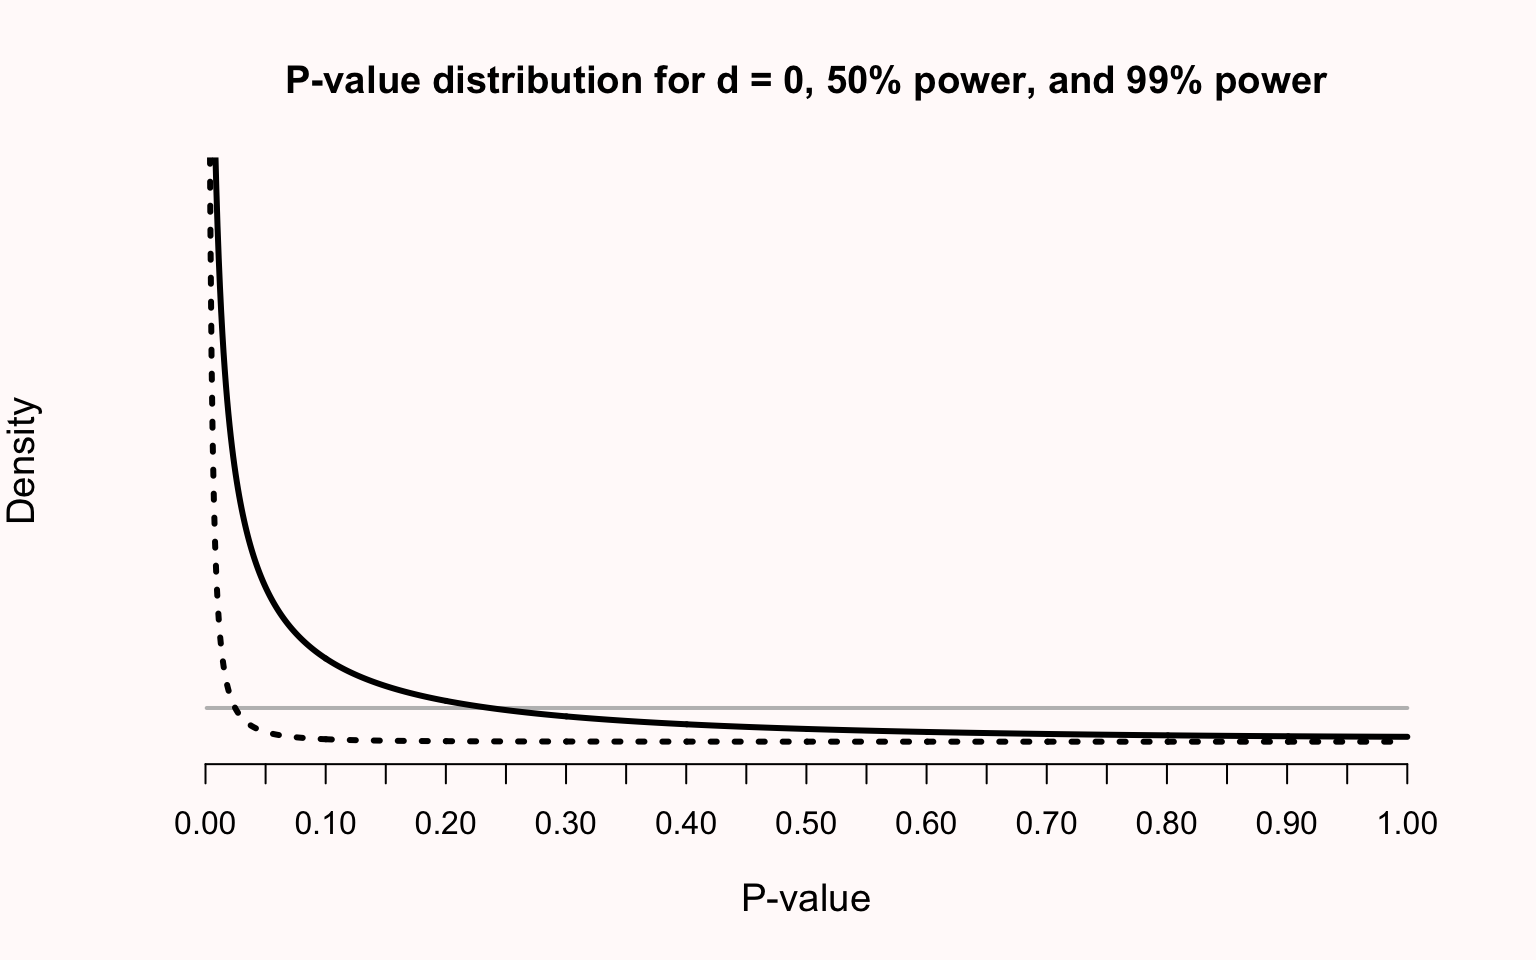 P-value distribution for d = 0, 50% power, and 99% power
Density
0.00 0.10 0.20 0.30 0.40 0.50 0.60 0.70 0.80 0.90 1.00
P-value